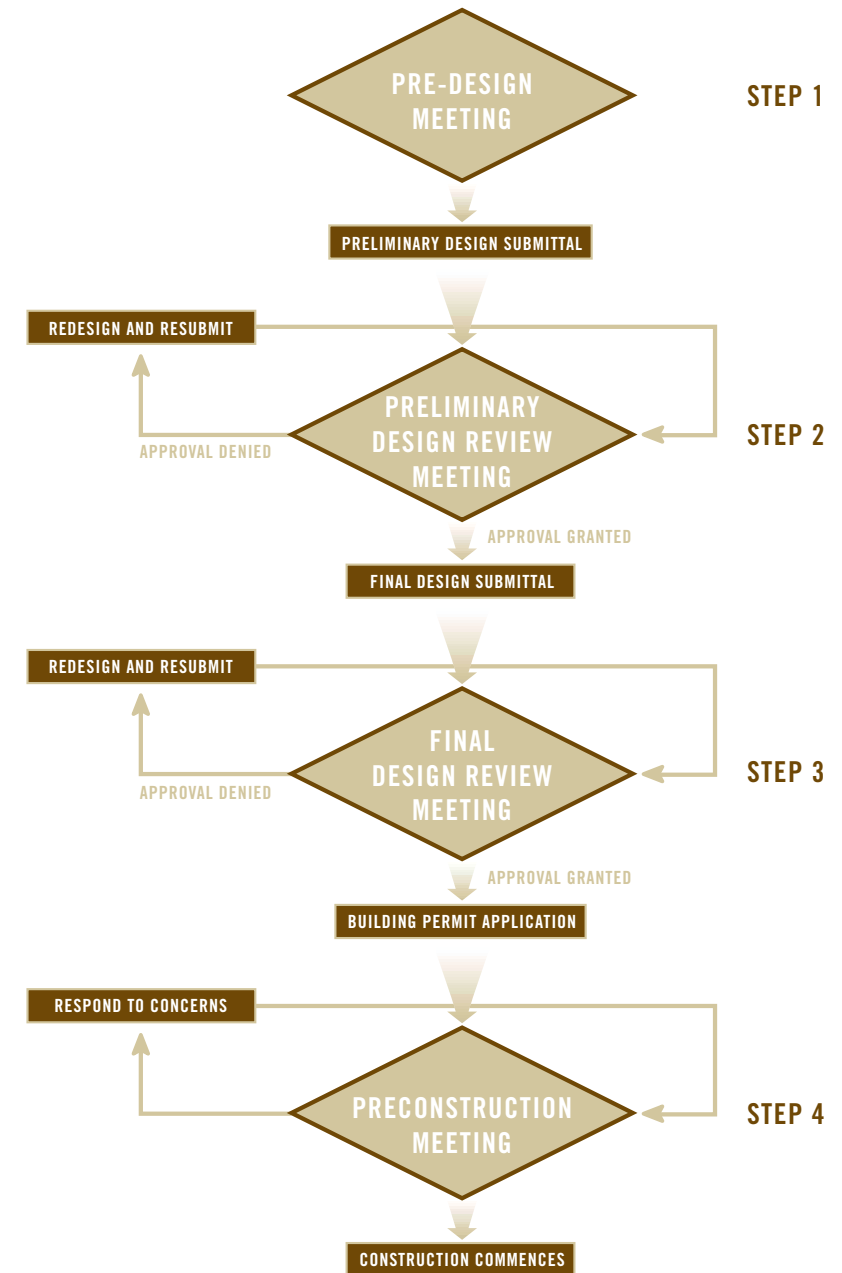 PRE-DESIGN
MEETING
STEP 1
PRELIMINARY DESIGN SUBMITTAL
REDESIGN AND RESUBMIT
PRELIMINARY
DESIGN REVIEW
MEETING
STEP 2
APPROVAL DENIED
APPROVAL GRANTED
FINAL DESIGN SUBMITTAL
REDESIGN AND RESUBMIT
FINAL
DESIGN REVIEW
MEETING
STEP 3
APPROVAL DENIED
APPROVAL GRANTED
BUILDING PERMIT APPLICATION
RESPOND TO CONCERNS
PRECONSTRUCTION
MEETING
STEP 4
CONSTRUCTION COMMENCES